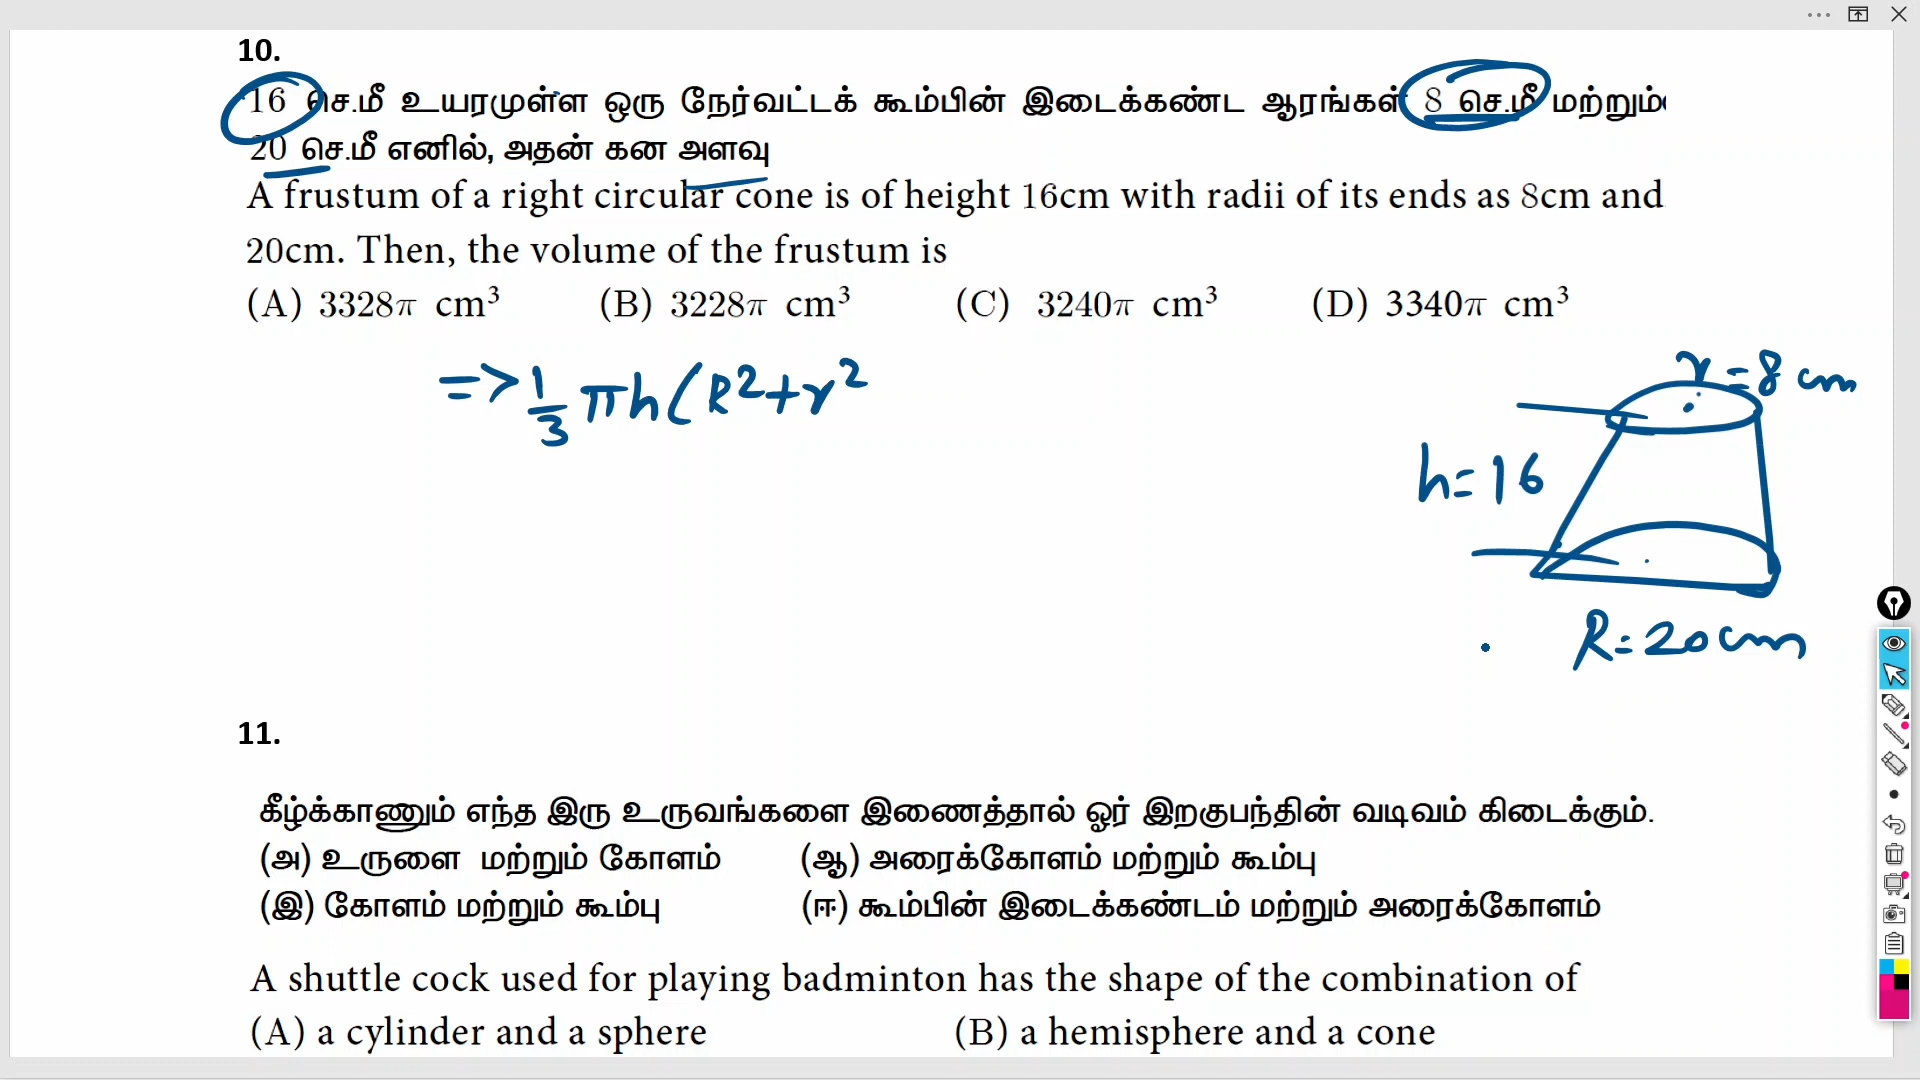 10.
16 செ.மீ உயரமுள்ள ஒரு நேர்வட்டக் கூம்பின் இடைக்கண்ட ஆரங்கள் 8 செ.மீ மற்றும்
20 செ.மீ எனில், அதன் கன அளவு
A frustum of a right circular cone is of height 16cm with radii of its ends as 8cm and
20cm. Then, the volume of the frustum is
(A) 3328π cm³ (B) 3228π cm³ (C) 3240π cm³ (D) 3340π cm³
=> 1/3 πh(R²+r²
r=8 cm
h=16
R=20cm
11.
கீழ்க்காணும் எந்த இரு உருவங்களை இணைத்தால் ஓர் இறகுபந்தின் வடிவம் கிடைக்கும்.
(அ) உருளை மற்றும் கோளம் (ஆ) அரைக்கோளம் மற்றும் கூம்பு
(இ) கோளம் மற்றும் கூம்பு (ஈ) கூம்பின் இடைக்கண்டம் மற்றும் அரைக்கோளம்
A shuttle cock used for playing badminton has the shape of the combination of
(A) a cylinder and a sphere (B) a hemisphere and a cone